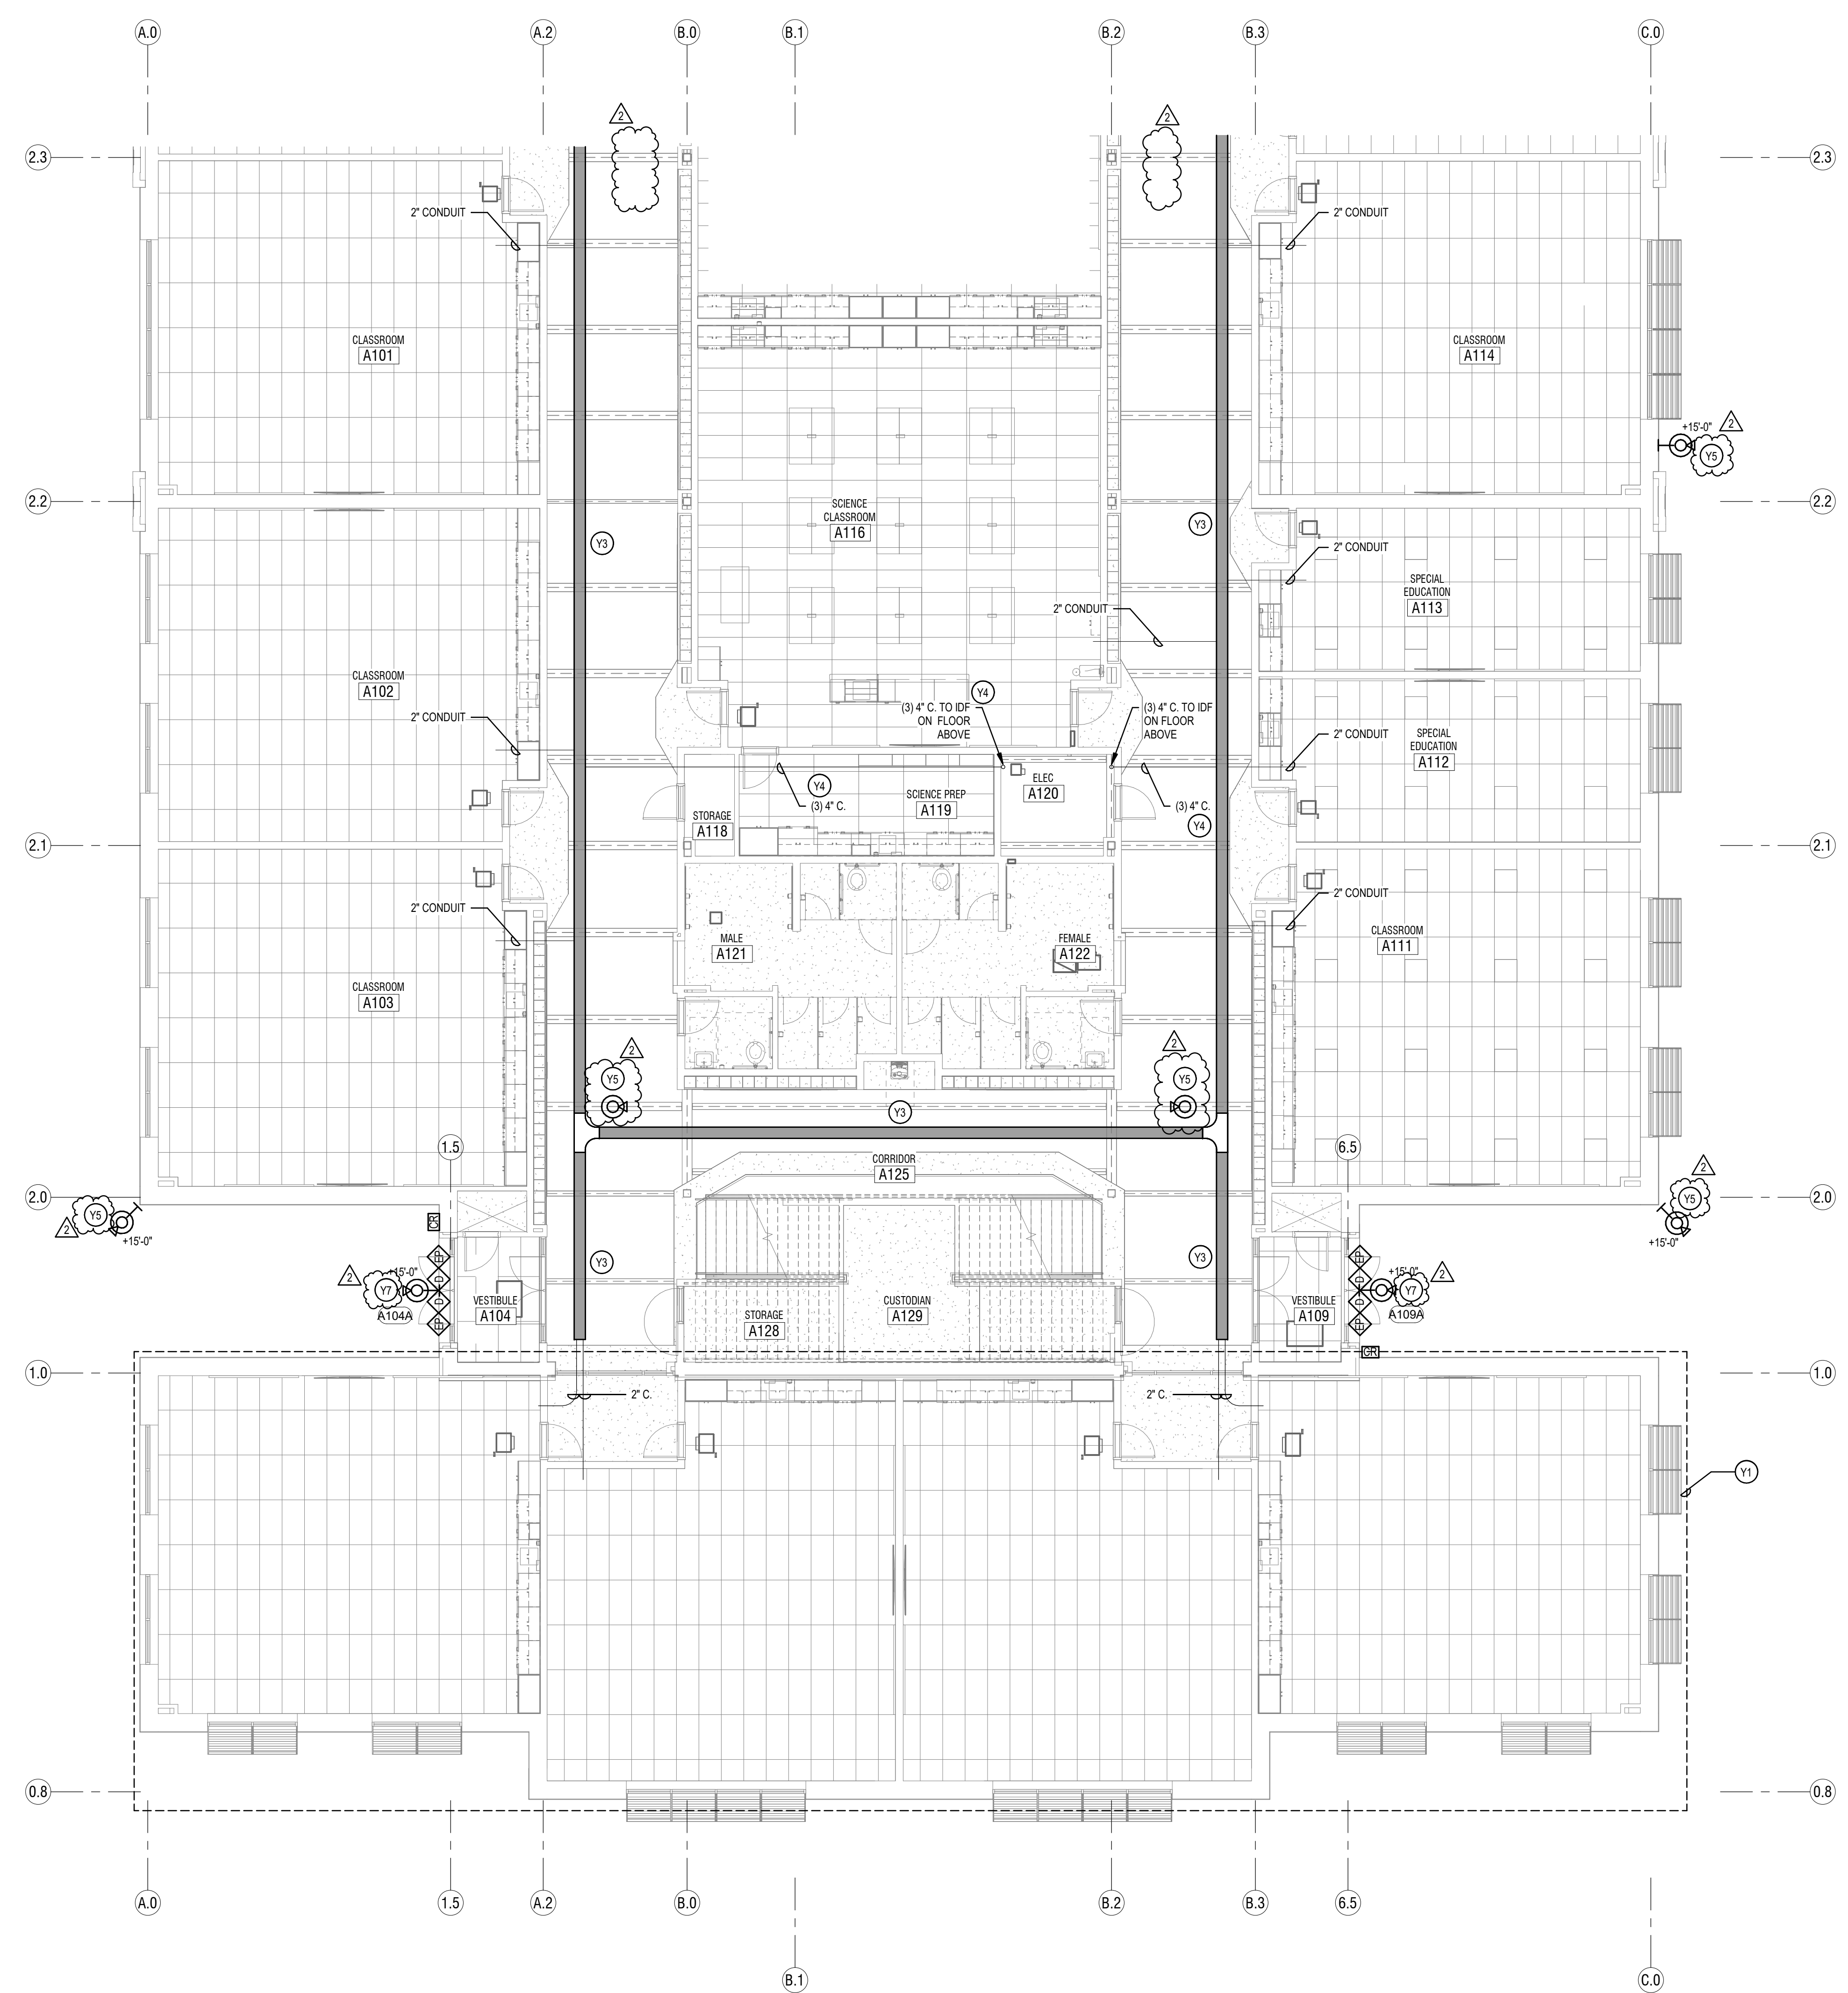 A.0
A.2
B.0
B.1
B.2
B.3
C.0
2
2
2.3
2.3
2" CONDUIT
2" CONDUIT
CLASSROOM
A101
CLASSROOM
A114
+15'-0"
2
Y5
2.2
2.2
SCIENCE
CLASSROOM
A116
Y3
Y3
2" CONDUIT
SPECIAL
EDUCATION
A113
2" CONDUIT
CLASSROOM
A102
Y4
(3) 4" C. TO IDF
ON FLOOR
ABOVE
(3) 4" C. TO IDF
ON FLOOR
ABOVE
2" CONDUIT
2" CONDUIT
SPECIAL
EDUCATION
A112
Y4
(3) 4" C.
SCIENCE PREP
A119
ELEC
A120
(3) 4" C.
Y4
STORAGE
A118
2.1
2.1
2" CONDUIT
2" CONDUIT
MALE
A121
FEMALE
A122
CLASSROOM
A111
CLASSROOM
A103
2
2
Y5
Y5
Y3
1.5
6.5
CORRIDOR
A125
2.0
2.0
2
Y5
2
+15'-0"
CR
Y5
+15'-0"
Y3
Y3
EP
D
D
EP
EP
D
D
EP
2
Y7
+15'-0"
A104A
VESTIBULE
A104
STORAGE
A128
CUSTODIAN
A129
VESTIBULE
A109
+15'-0"
Y7
2
A109A
CR
1.0
1.0
2" C.
2" C.
Y1
0.8
0.8
A.0
1.5
A.2
B.0
B.2
B.3
6.5
B.1
C.0